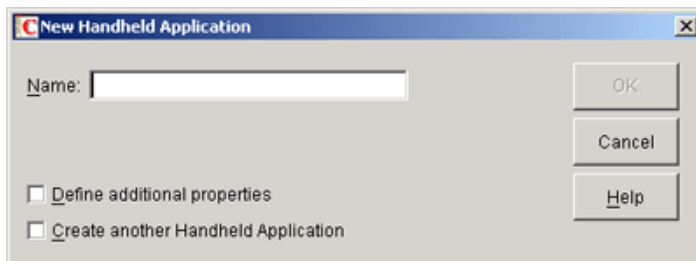 C New Handheld Application
Name:
OK
Cancel
Define additional properties
Help
Create another Handheld Application